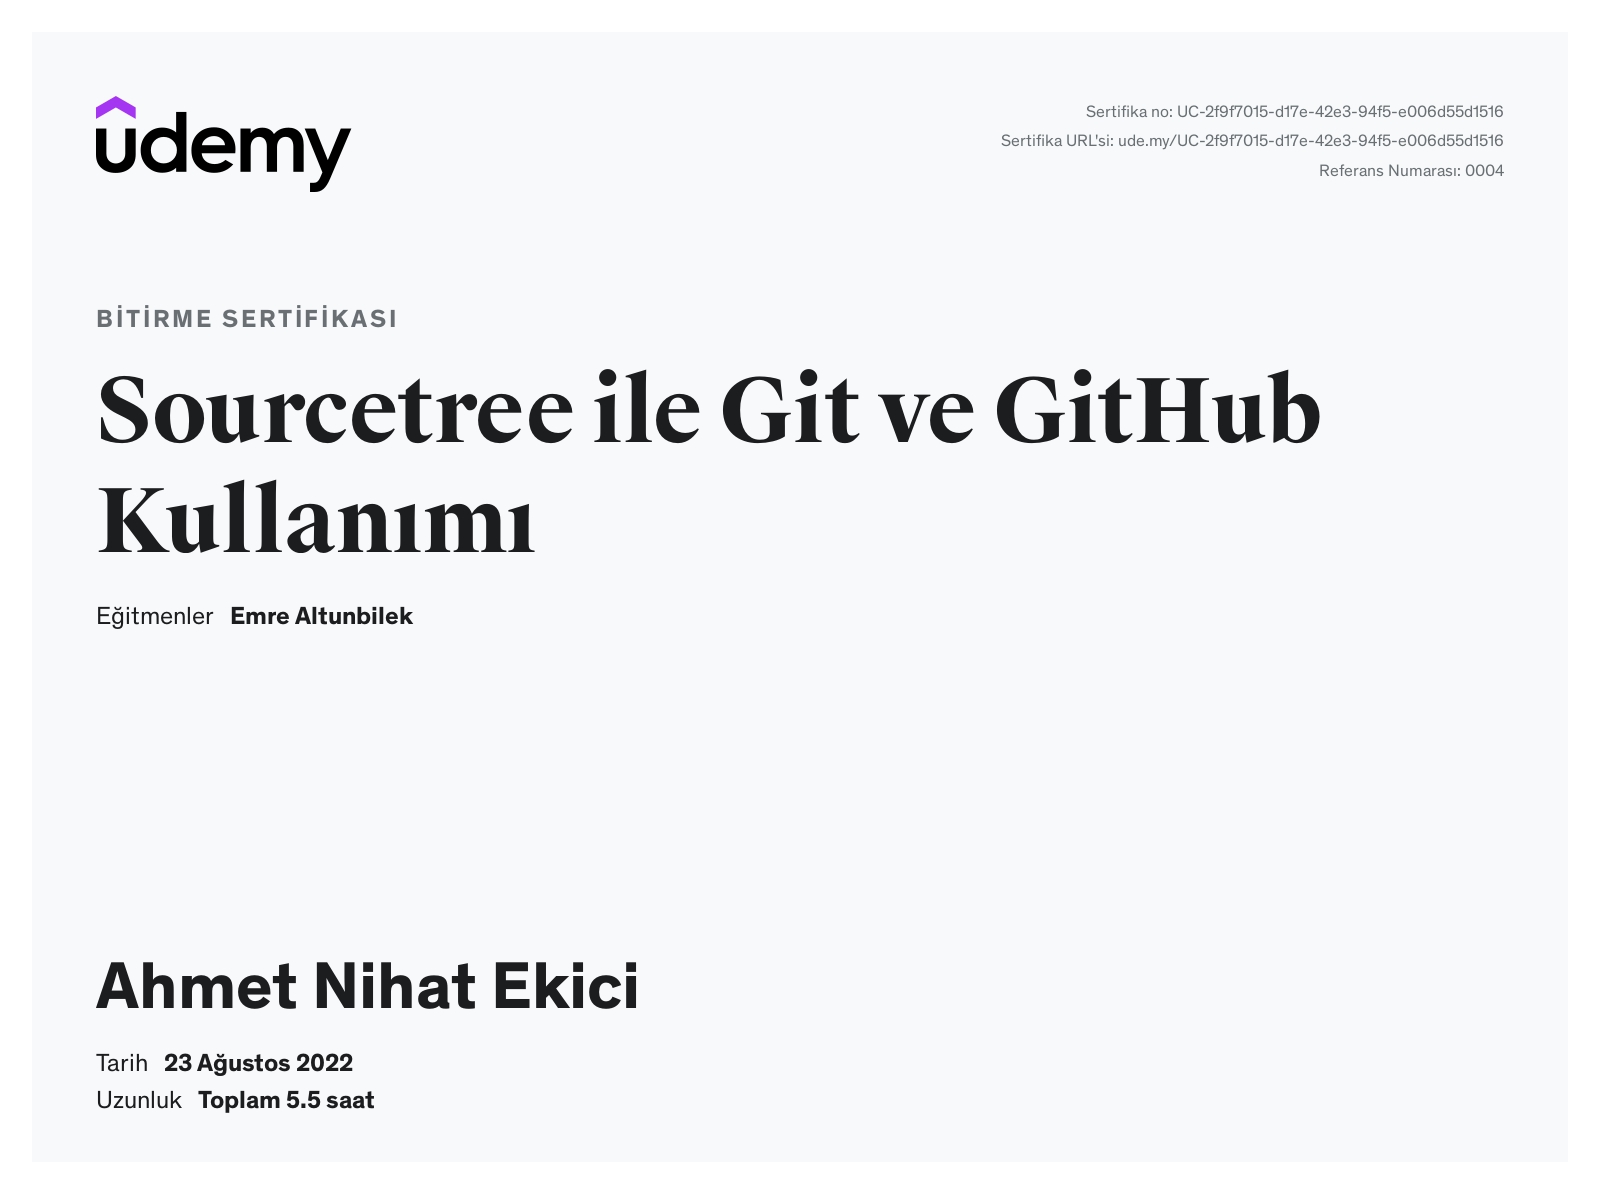 udemy
Sertifika no: UC-2f9f7015-d17e-42e3-94f5-e006d55d1516
Sertifika URL'si: ude.my/UC-2f9f7015-d17e-42e3-94f5-e006d55d1516
Referans Numarası: 0004
BİTİRME SERTİFİKASI
Sourcetree ile Git ve GitHub
Kullanımı
Eğitmenler Emre Altunbilek
Ahmet Nihat Ekici
Tarih 23 Ağustos 2022
Uzunluk Toplam 5.5 saat